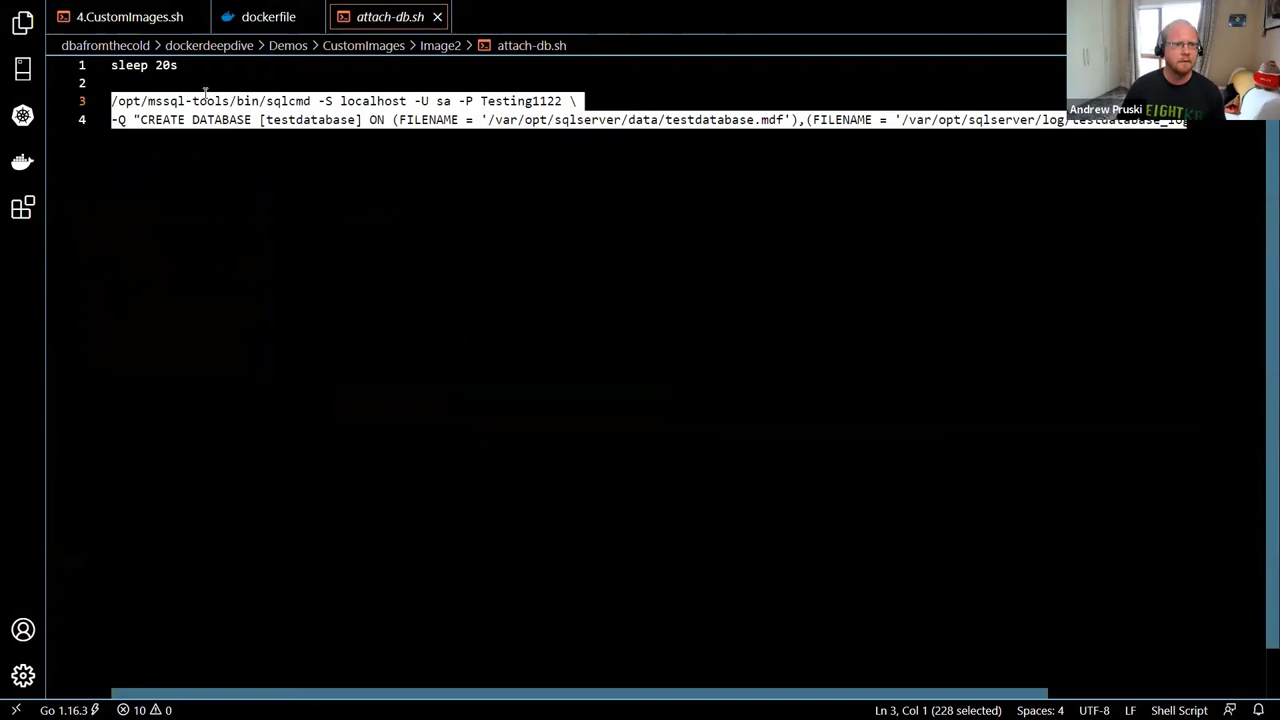 4.CustomImages.sh
dockerfile
attach-db.sh
dbafromthecold > dockerdeepdive > Demos > CustomImages > Image2 > attach-db.sh
1 sleep 20s
2
3 /opt/mssql-tools/bin/sqlcmd -S localhost -U sa -P Testing1122 \
4 -Q "CREATE DATABASE [testdatabase] ON (FILENAME = '/var/opt/sqlserver/data/testdatabase.mdf'),(FILENAME = '/var/opt/sqlserver/log/testdatabase_log
Andrew Pruski
EIGHT
Go 1.16.3
10
0
Ln 3, Col 1 (228 selected)
Spaces: 4
UTF-8
LF
Shell Script